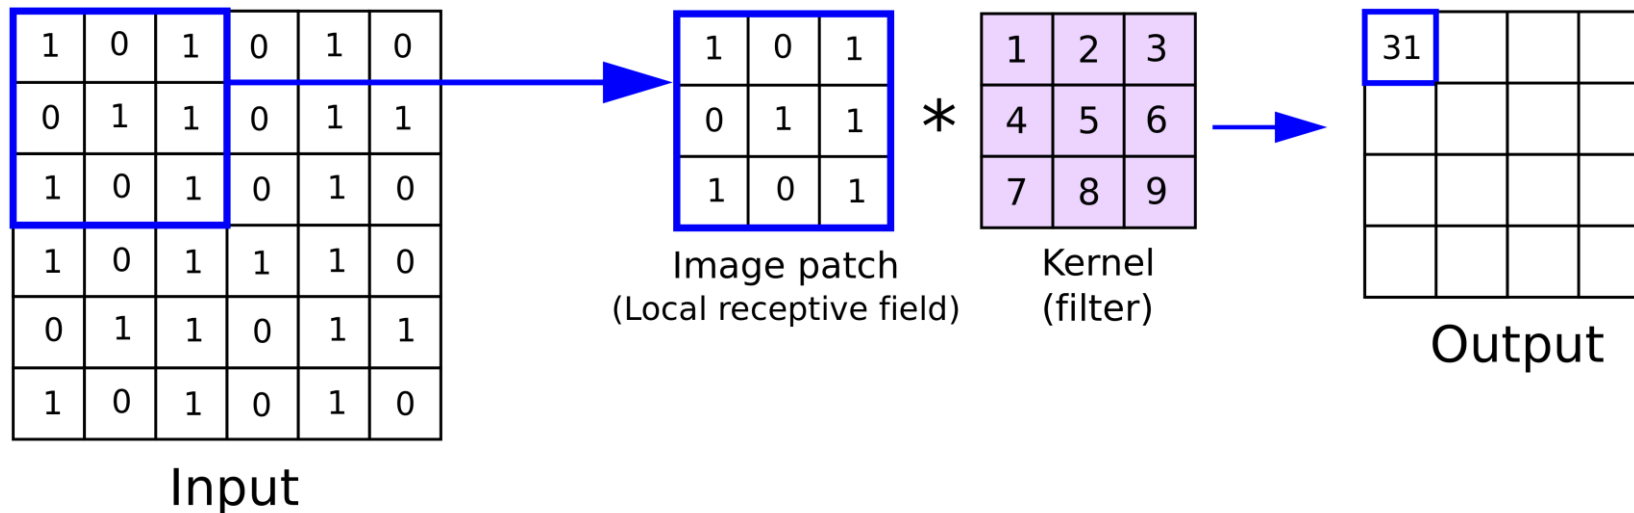 1 0 1 0 1 0
0 1 1 0 1 1
1 0 1 0 1 0
1 0 1 1 1 0
0 1 1 0 1 1
1 0 1 0 1 0
Input
1 0 1
0 1 1
1 0 1
Image patch
(Local receptive field)
*
1 2 3
4 5 6
7 8 9
Kernel
(filter)
31
Output